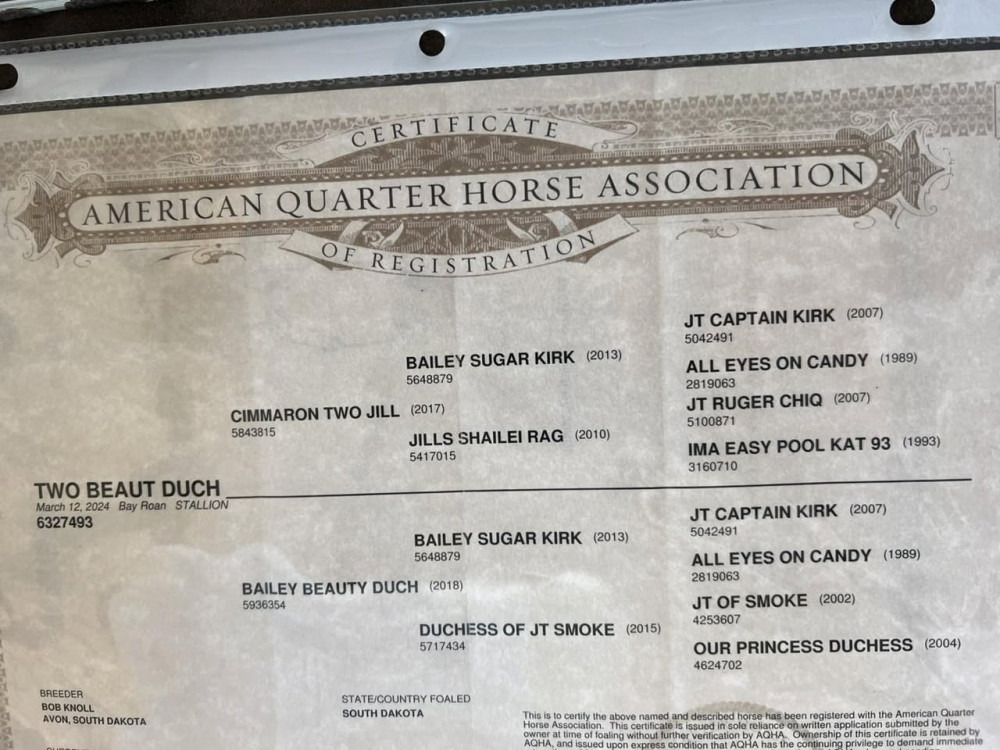 CERTIFICATE
AMERICAN QUARTER HORSE ASSOCIATION
OF REGISTRATION
JT CAPTAIN KIRK (2007)
5042491
BAILEY SUGAR KIRK (2013)
5648879
ALL EYES ON CANDY (1989)
2819063
CIMMARON TWO JILL (2017)
5843815
JT RUGER CHIQ (2007)
5100871
JILLS SHAILEI RAG (2010)
5417015
IMA EASY POOL KAT 93 (1993)
3160710
TWO BEAUT DUCH
March 12, 2024 Bay Roan STALLION
6327493
JT CAPTAIN KIRK (2007)
5042491
BAILEY SUGAR KIRK (2013)
5648879
ALL EYES ON CANDY (1989)
2819063
BAILEY BEAUTY DUCH (2018)
5936354
JT OF SMOKE (2002)
4253607
DUCHESS OF JT SMOKE (2015)
5717434
OUR PRINCESS DUCHESS (2004)
4624702
BREEDER
BOB KNOLL
AVON, SOUTH DAKOTA
STATE/COUNTRY FOALED
SOUTH DAKOTA
This is to certify the above named and described horse has been registered with the American Quarter
Horse Association. This certificate is issued in sole reliance on written application submitted by the
owner at time of foaling without further verification by AQHA. Ownership of this certificate is retained by
AQHA, and issued upon express condition that AQHA has the continuing privilege to demand immediate